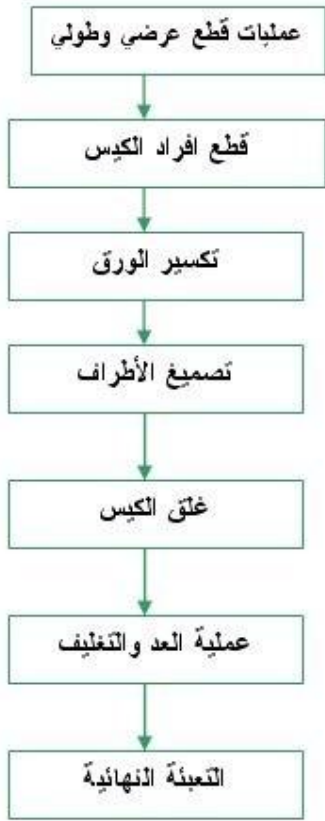 عمليات قطع عرضي وطولي
قطع افراد الكيس
تكسير الورق
تصميغ الأطراف
غلق الكيس
عملية العد والتغليف
التعبئة النهائية